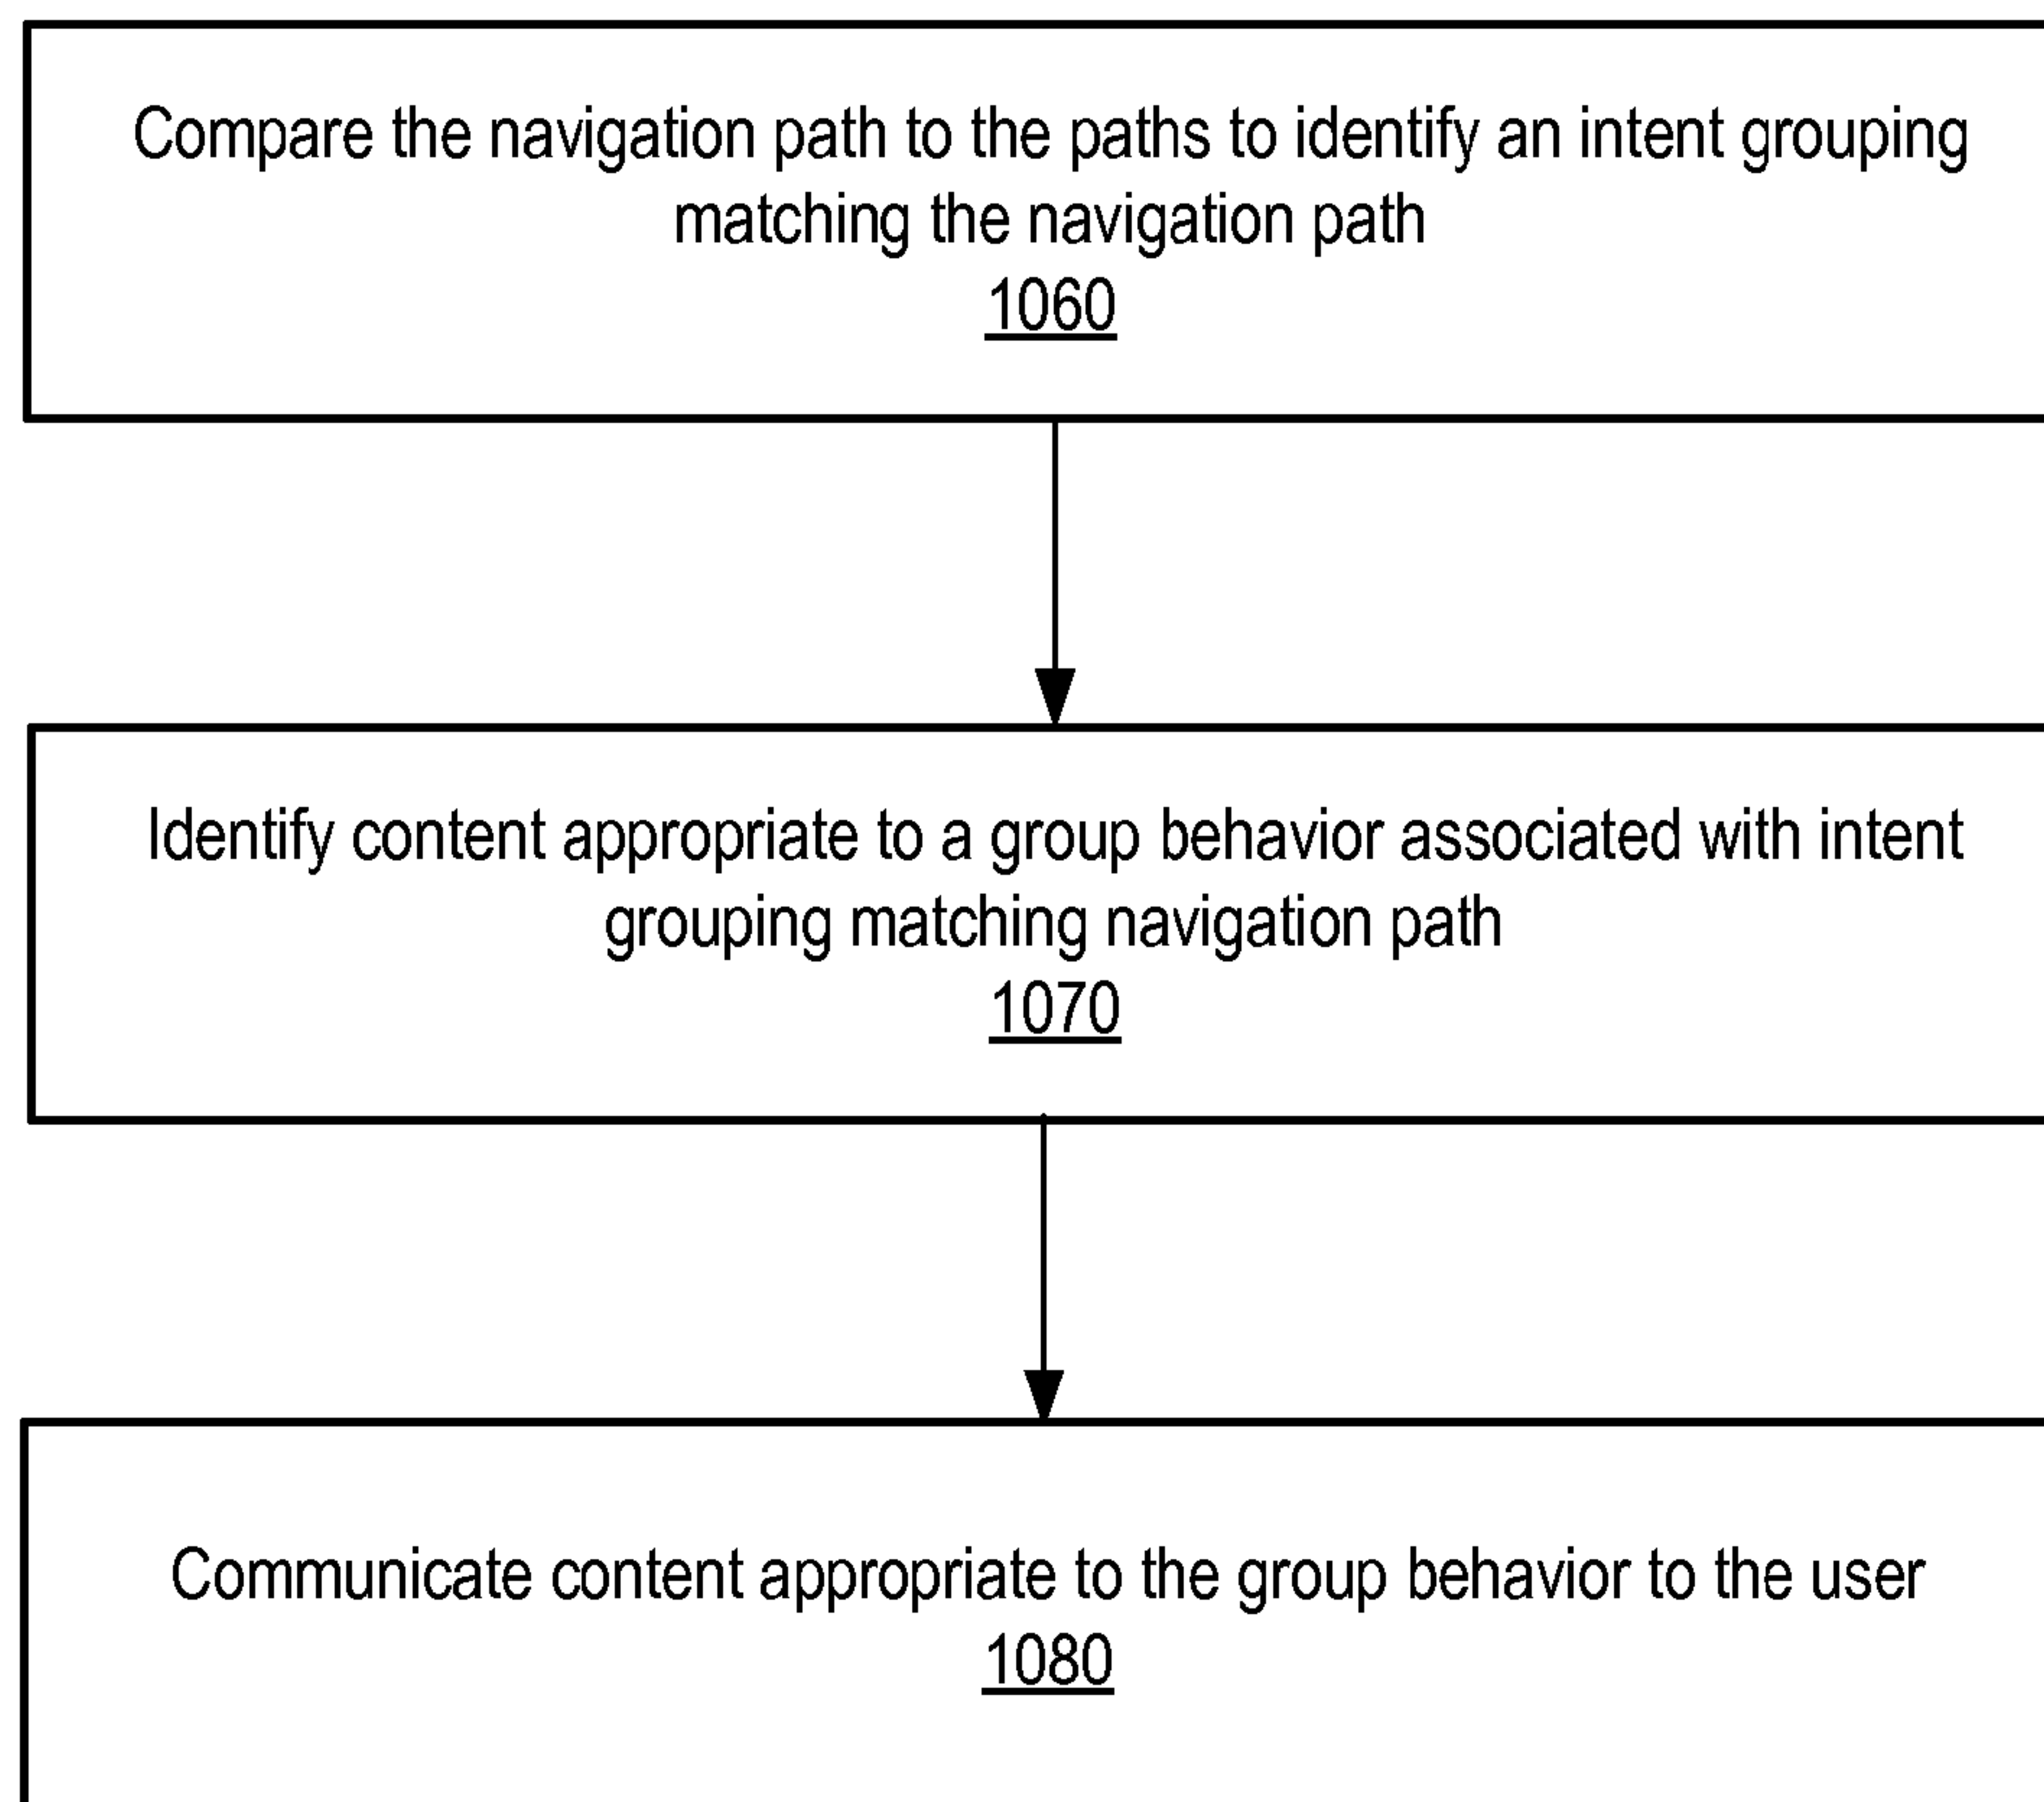 Compare the navigation path to the paths to identify an intent grouping
matching the navigation path
1060
Identify content appropriate to a group behavior associated with intent
grouping matching navigation path
1070
Communicate content appropriate to the group behavior to the user
1080